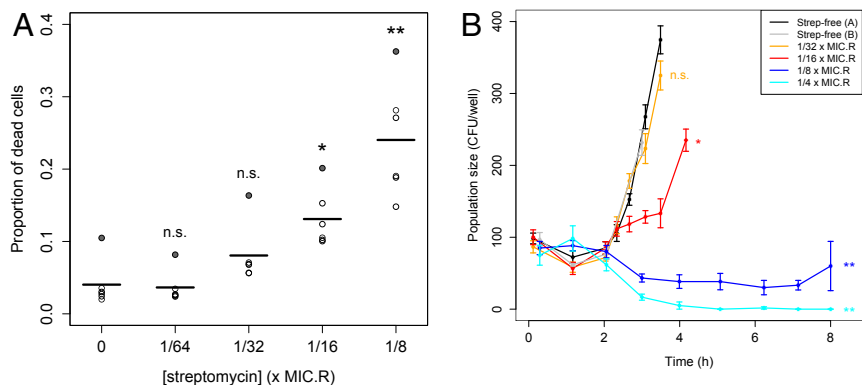 A
Proportion of dead cells
0.4
0.3
0.2
0.1
0.0
n.s.
n.s.
*
**
0 1/64 1/32 1/16 1/8
[streptomycin] (x MIC.R)
B
Population size (CFU/well)
400
300
200
100
0
Strep-free (A)
Strep-free (B)
1/32 x MIC.R
1/16 x MIC.R
1/8 x MIC.R
1/4 x MIC.R
n.s.
*
**
**
0 2 4 6 8
Time (h)